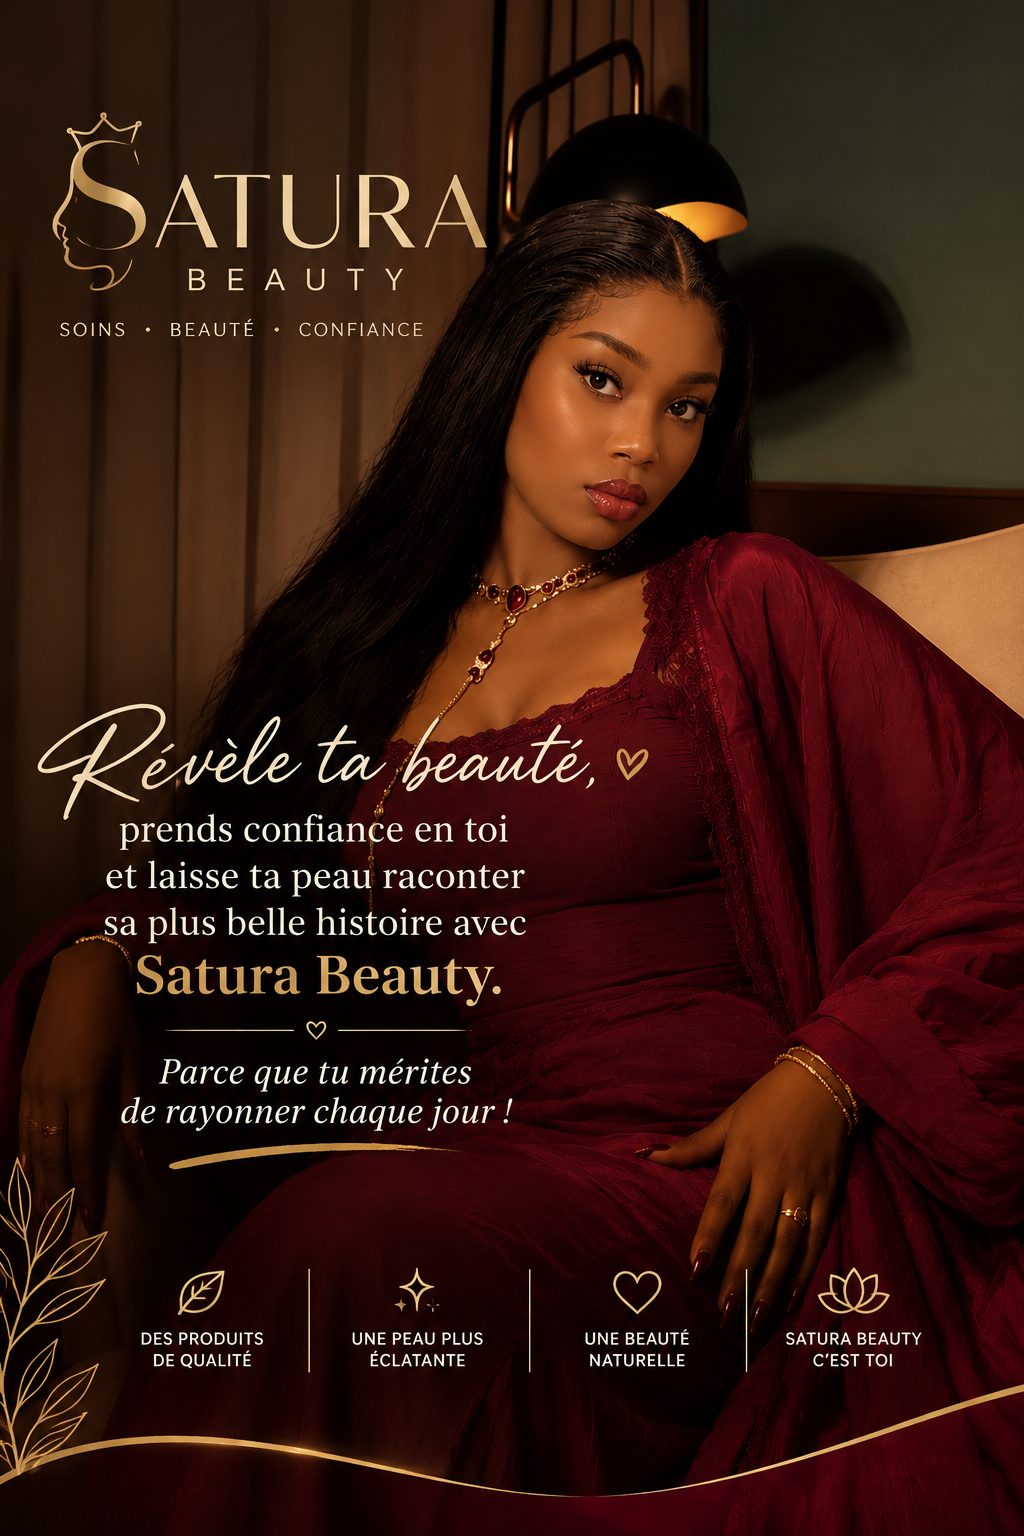 SATURA
BEAUTY
SOINS • BEAUTÉ • CONFIANCE
Révèle ta beauté,
prends confiance en toi
et laisse ta peau raconter
sa plus belle histoire avec
Satura Beauty.
Parce que tu mérites
de rayonner chaque jour !
DES PRODUITS
DE QUALITÉ
UNE PEAU PLUS
ÉCLATANTE
UNE BEAUTÉ
NATURELLE
SATURA BEAUTY
C'EST TOI